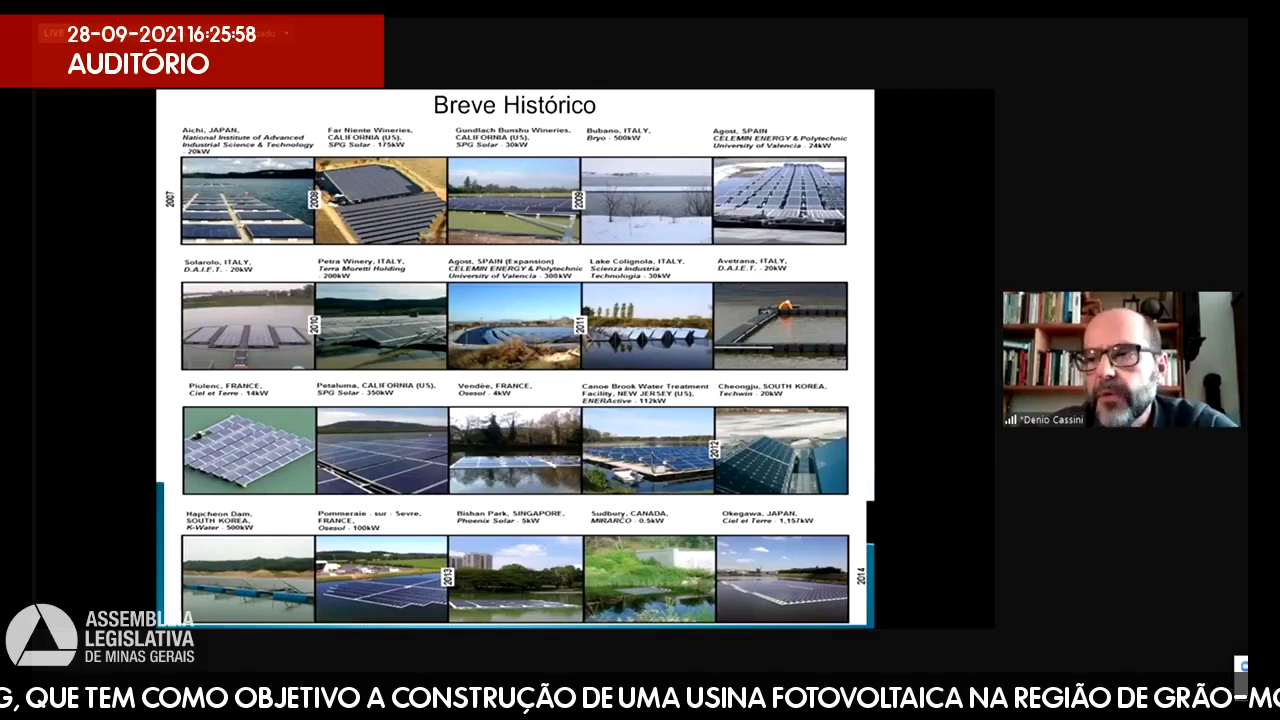 LIVE
28-09-2021 16:25:58
AUDITÓRIO
Breve Histórico
Aichi, JAPAN,
National Institute of Advanced
Industrial Science & Technology
- 20kW
Far Niente Wineries,
CALIFORNIA (US),
SPG Solar - 175kW
Gundlach Bunshu Wineries,
CALIFORNIA (US),
SPG Solar - 30kW
Bubano, ITALY,
Bryo - 500kW
Agost, SPAIN
CELEMIN ENERGY & Polytechnic
University of Valencia - 24kW
2007
2008
2009
Solarolo, ITALY,
D.A.I.E.T. - 20kW
Petra Winery, ITALY,
Terra Moretti Holding
- 200kW
Agost, SPAIN (Expansion)
CELEMIN ENERGY & Polytechnic
University of Valencia - 300kW
Lake Colignola, ITALY,
Scienza Industria
Technologia - 30kW
Avetrana, ITALY,
D.A.I.E.T. - 20kW
2010
2011
Piolenc, FRANCE,
Ciel et Terre - 14kW
Petaluma, CALIFORNIA (US),
SPG Solar - 350kW
Vendèe, FRANCE,
Osesol - 4kW
Canoe Brook Water Treatment
Facility, NEW JERSEY (US),
ENERActive - 112kW
Cheongju, SOUTH KOREA,
Techwin - 20kW
2012
Hapcheon Dam,
SOUTH KOREA,
K-Water - 500kW
Pommeraie - sur - Sevre,
FRANCE,
Osesol - 100kW
Bishan Park, SINGAPORE,
Phoenix Solar - 5kW
Sudbury, CANADA,
MIRARCO - 0.5kW
Okegawa, JAPAN,
Ciel et Terre - 1,157kW
2013
2014
*Denio Cassini
ASSEMBLEIA
LEGISLATIVA
DE MINAS GERAIS
G, QUE TEM COMO OBJETIVO A CONSTRUÇÃO DE UMA USINA FOTOVOLTAICA NA REGIÃO DE GRÃO-MO